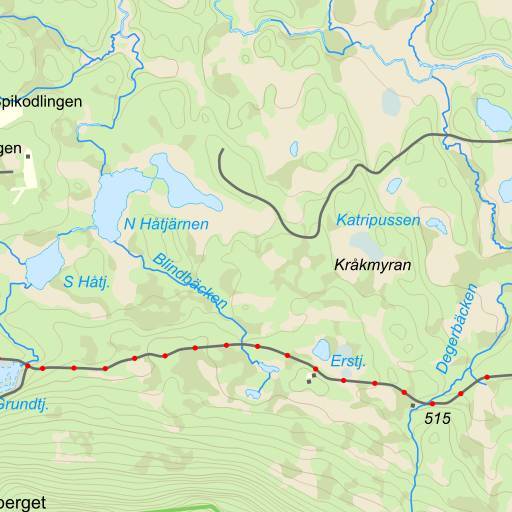 Spikodlingen
gen
N Håtjärnen
Katripussen
Kråkmyran
S Håtj.
Blindbäcken
Degerbäcken
Erstj.
Grundtj.
515
berget